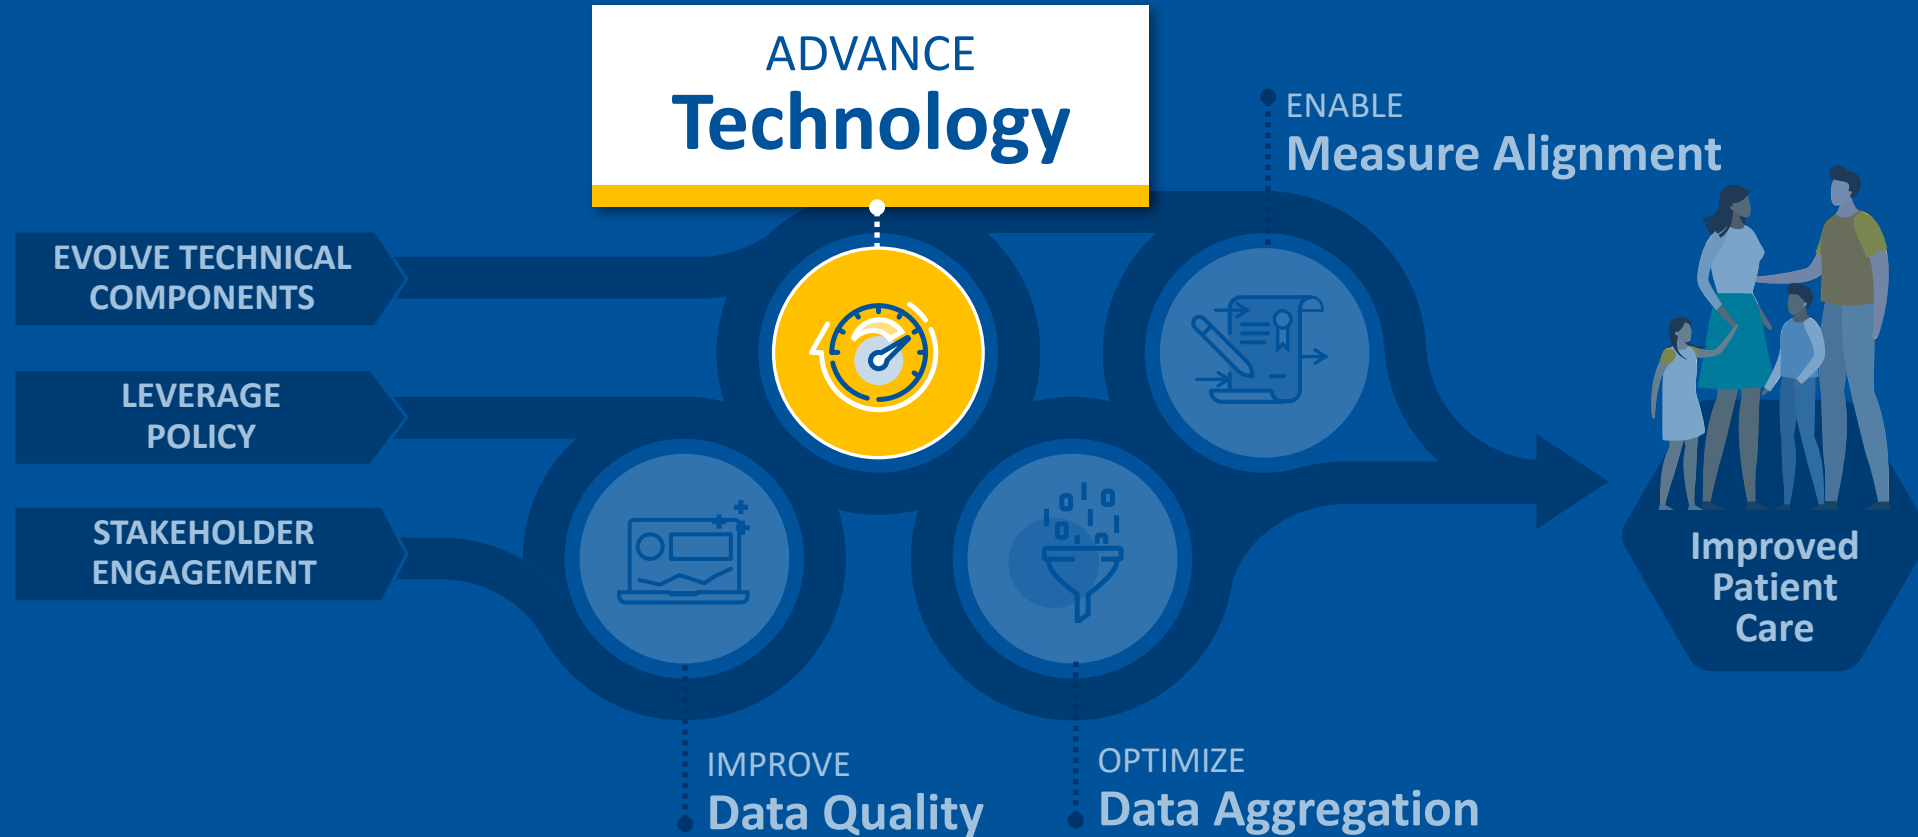 ADVANCE
Technology
ENABLE
Measure Alignment
EVOLVE TECHNICAL
COMPONENTS
LEVERAGE
POLICY
STAKEHOLDER
ENGAGEMENT
Improved
Patient
Care
IMPROVE
Data Quality
OPTIMIZE
Data Aggregation